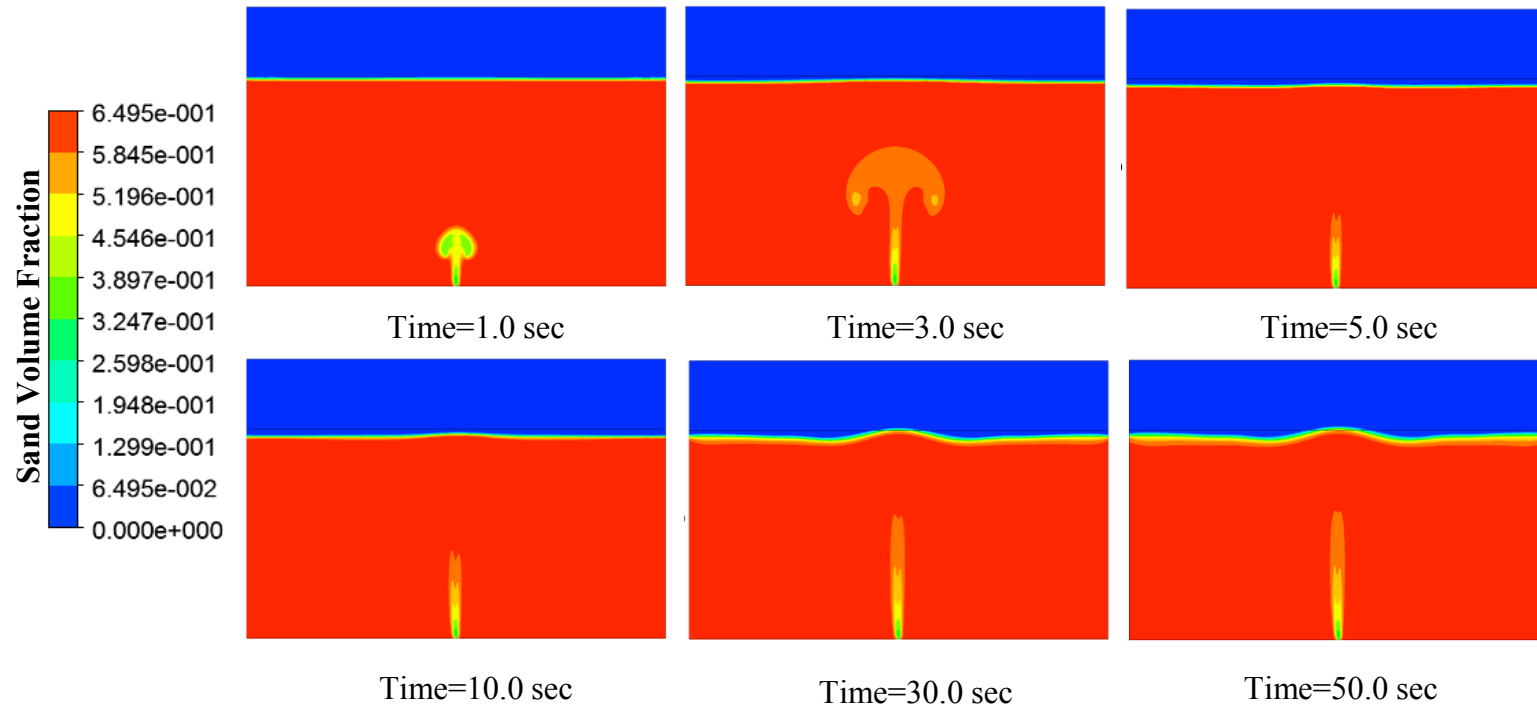 Sand Volume Fraction
6.495e-001
5.845e-001
5.196e-001
4.546e-001
3.897e-001
3.247e-001
2.598e-001
1.948e-001
1.299e-001
6.495e-002
0.000e+000
Time=1.0 sec
Time=3.0 sec
Time=5.0 sec
Time=10.0 sec
Time=30.0 sec
Time=50.0 sec